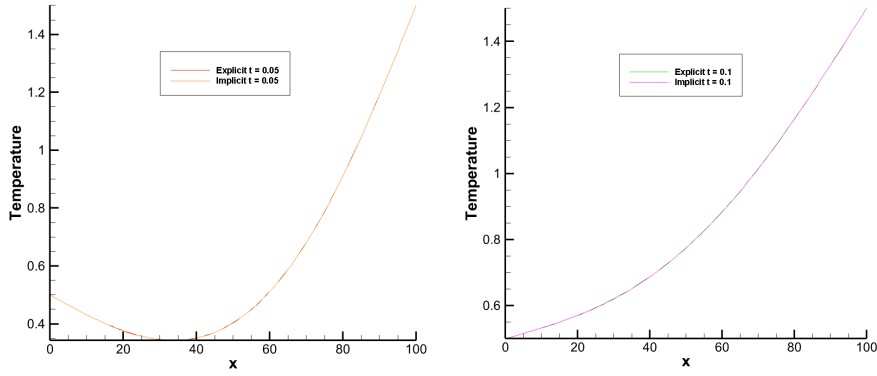 1.4
1.2
1
0.8
0.6
0.4
Temperature
Explicit t = 0.05
Implicit t = 0.05
0 20 40 60 80 100
x
1.4
1.2
1
0.8
0.6
Temperature
Explicit t = 0.1
Implicit t = 0.1
0 20 40 60 80 100
x